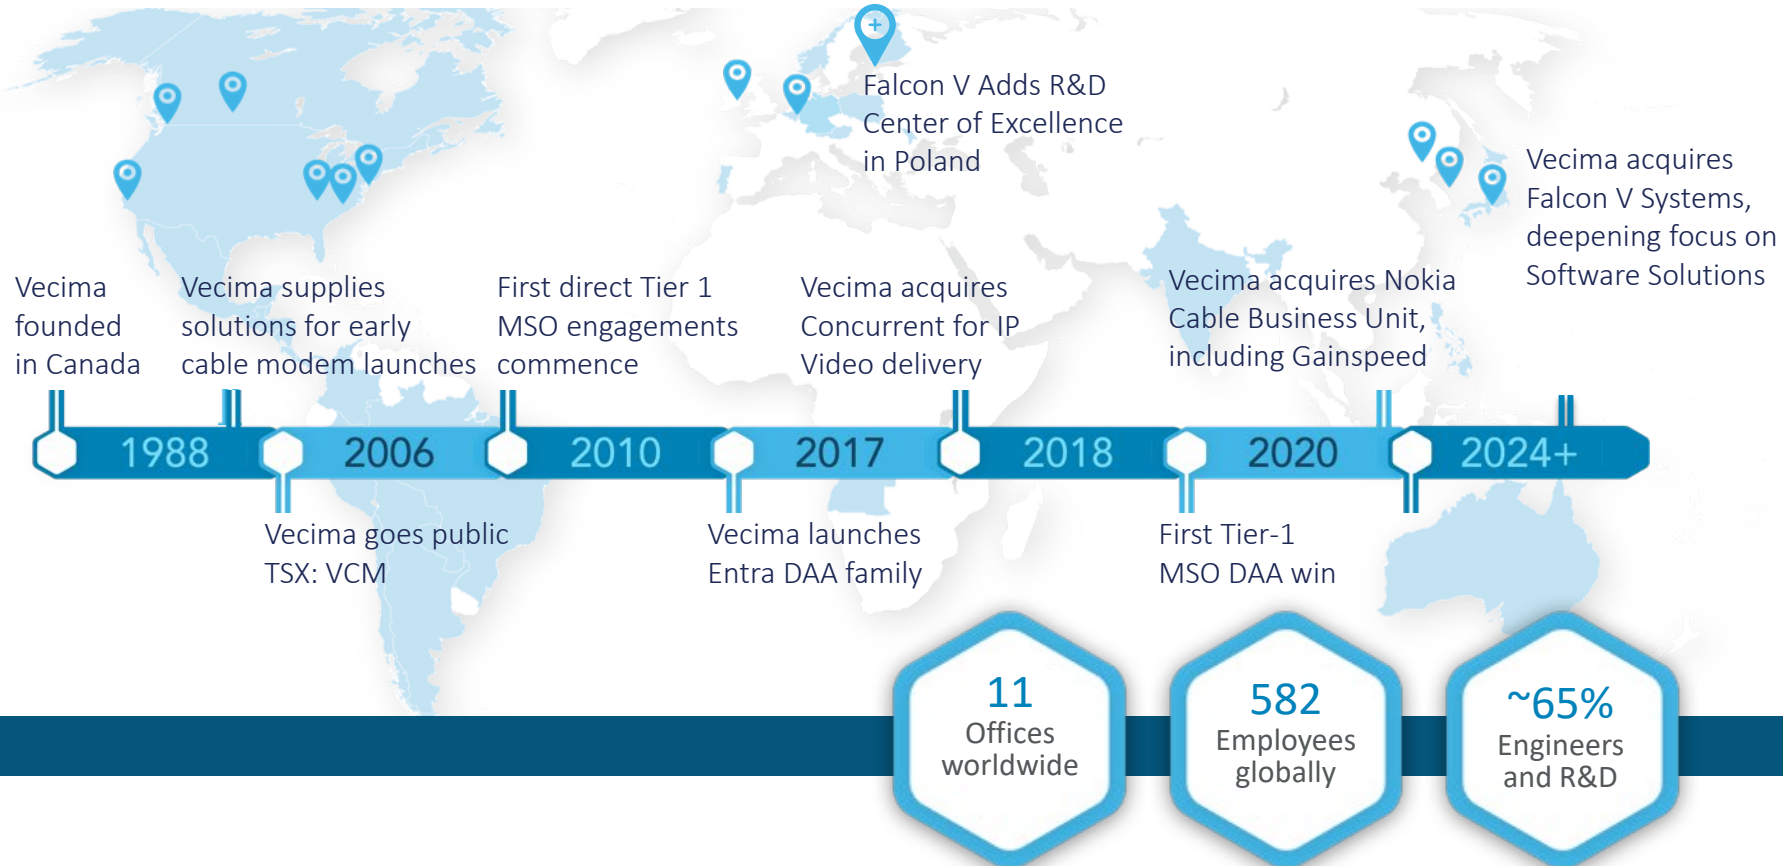 Falcon V Adds R&D
Center of Excellence
in Poland
Vecima acquires
Falcon V Systems,
deepening focus on
Software Solutions
Vecima
founded
in Canada
Vecima supplies
solutions for early
cable modem launches
First direct Tier 1
MSO engagements
commence
Vecima acquires
Concurrent for IP
Video delivery
Vecima acquires Nokia
Cable Business Unit,
including Gainspeed
1988
2006
2010
2017
2018
2020
2024+
Vecima goes public
TSX: VCM
Vecima launches
Entra DAA family
First Tier-1
MSO DAA win
11
Offices
worldwide
582
Employees
globally
~65%
Engineers
and R&D